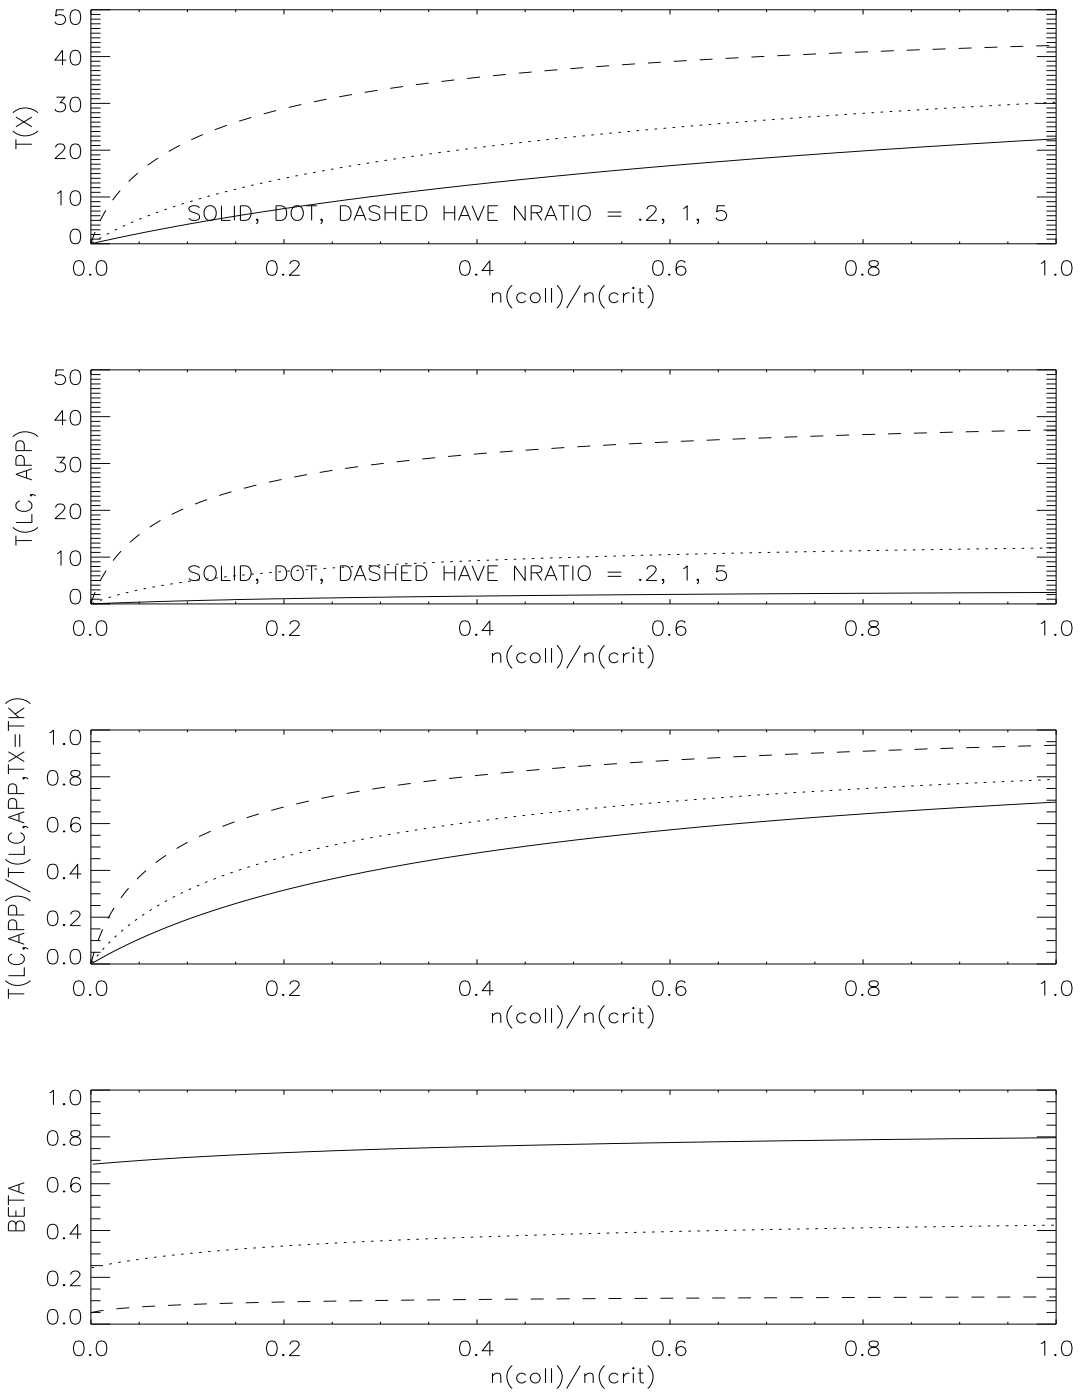 T(X)
50
40
30
20
10
0
SOLID, DOT, DASHED HAVE NRATIO = .2, 1, 5
0.0 0.2 0.4 0.6 0.8 1.0
n(coll)/n(crit)
T(LC, APP)
50
40
30
20
10
0
SOLID, DOT, DASHED HAVE NRATIO = .2, 1, 5
0.0 0.2 0.4 0.6 0.8 1.0
n(coll)/n(crit)
T(LC,APP)/T(LC,APP,TX=TK)
1.0
0.8
0.6
0.4
0.2
0.0
0.0 0.2 0.4 0.6 0.8 1.0
n(coll)/n(crit)
BETA
1.0
0.8
0.6
0.4
0.2
0.0
0.0 0.2 0.4 0.6 0.8 1.0
n(coll)/n(crit)